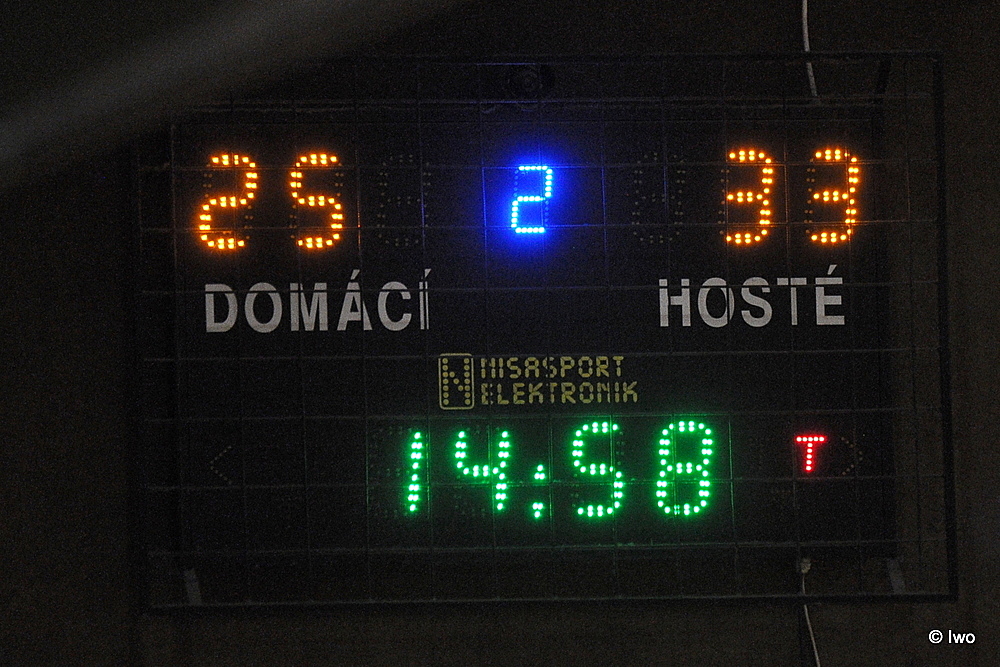 25 2 33
DOMÁCÍ HOSTÉ
N NISASPORT
ELEKTRONIK
14:58 T
© Iwo